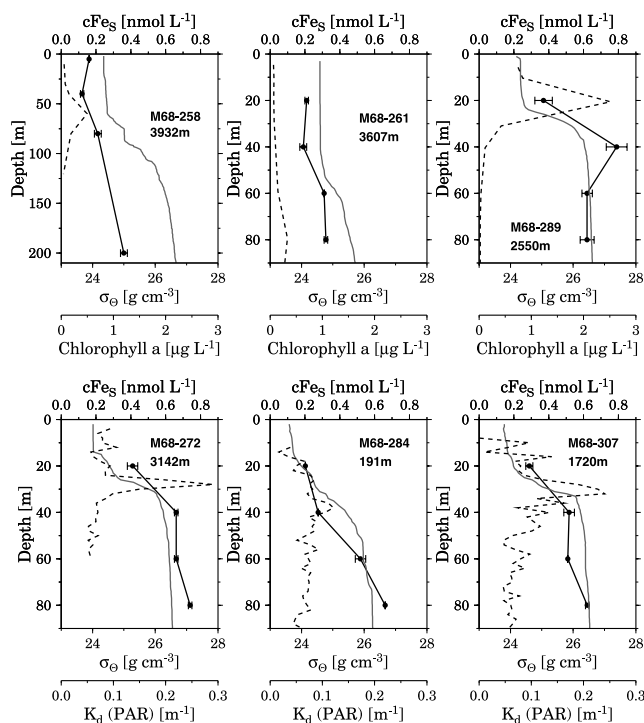 cFeS [nmol L-1] cFeS [nmol L-1] cFeS [nmol L-1]
0.0 0.2 0.4 0.6 0.8 0.0 0.2 0.4 0.6 0.8 0.0 0.2 0.4 0.6 0.8
0 0 0
50 20 20
100 40 40
150 60 60
200 80 80
Depth [m] Depth [m] Depth [m]
M68-258
3932m
M68-261
3607m
M68-289
2550m
24 26 28 24 26 28 24 26 28
σΘ [g cm-3] σΘ [g cm-3] σΘ [g cm-3]
0 1 2 3 0 1 2 3 0 1 2 3
Chlorophyll a [µg L-1] Chlorophyll a [µg L-1] Chlorophyll a [µg L-1]
cFeS [nmol L-1] cFeS [nmol L-1] cFeS [nmol L-1]
0.0 0.2 0.4 0.6 0.8 0.0 0.2 0.4 0.6 0.8 0.0 0.2 0.4 0.6 0.8
0 0 0
20 20 20
40 40 40
60 60 60
80 80 80
Depth [m] Depth [m] Depth [m]
M68-272
3142m
M68-284
191m
M68-307
1720m
24 26 28 24 26 28 24 26 28
σΘ [g cm-3] σΘ [g cm-3] σΘ [g cm-3]
0.0 0.1 0.2 0.3 0.0 0.1 0.2 0.3 0.0 0.1 0.2 0.3
Kd (PAR) [m-1] Kd (PAR) [m-1] Kd (PAR) [m-1]